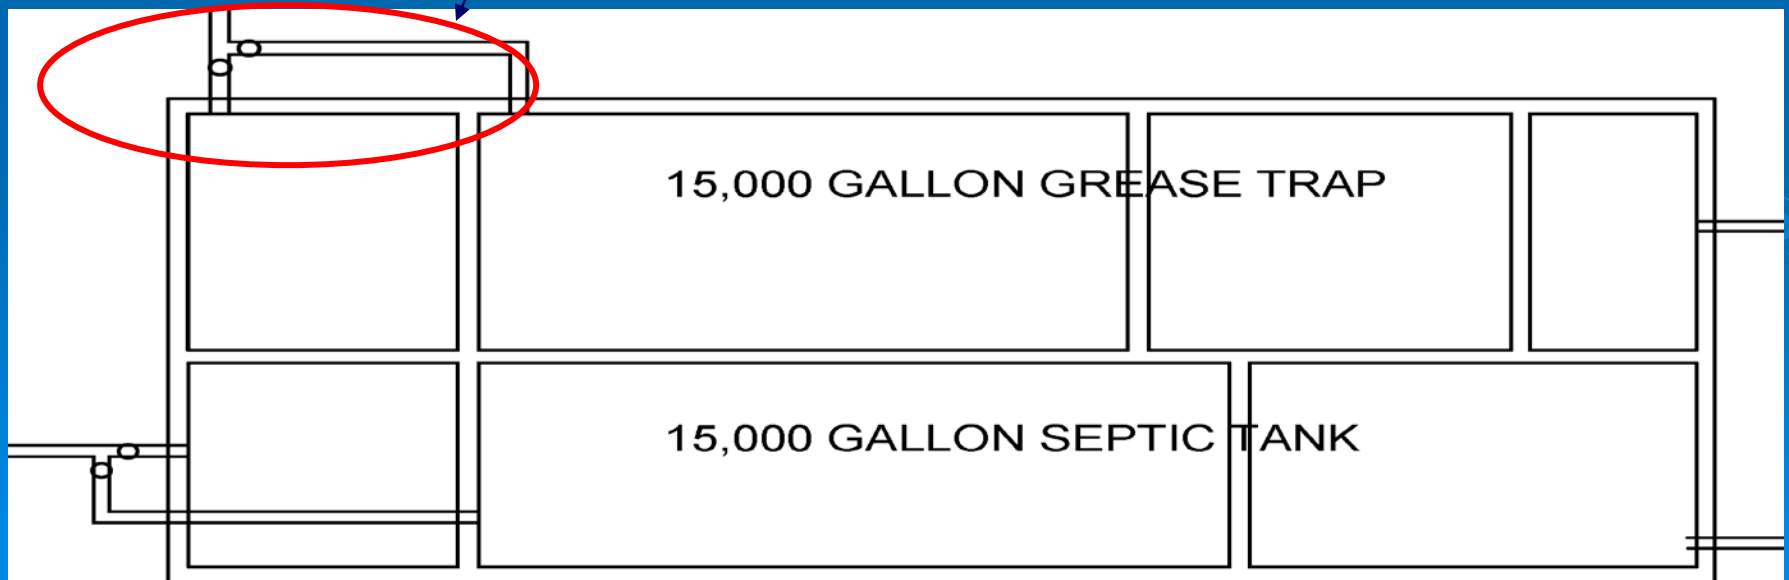 15,000 GALLON GREASE TRAP
15,000 GALLON SEPTIC TANK